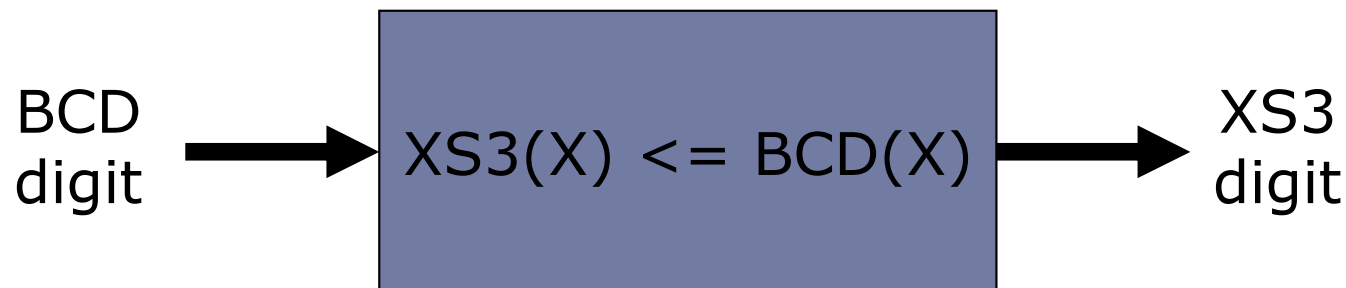 BCD
digit
XS3(X) <= BCD(X)
XS3
digit